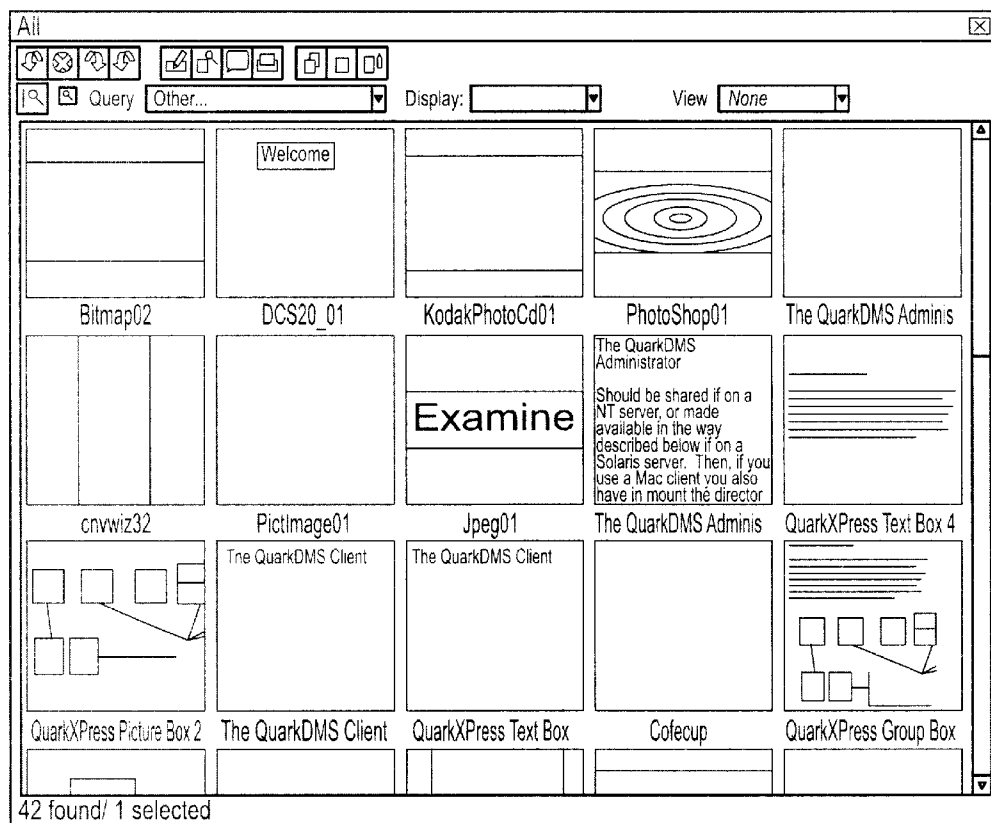 All
Query Other... Display: View None
Welcome
Bitmap02 DCS20_01 KodakPhotoCd01 PhotoShop01 The QuarkDMS Adminis
Examine
The QuarkDMS
Administrator
Should be shared if on a
NT server, or made
available in the way
described below if on a
Solaris server. Then, if you
use a Mac client you also
have in mount the director
cnvwiz32 PictImage01 Jpeg01 The QuarkDMS Adminis QuarkXPress Text Box 4
The QuarkDMS Client The QuarkDMS Client
QuarkXPress Picture Box 2 The QuarkDMS Client QuarkXPress Text Box Cofecup QuarkXPress Group Box
42 found/ 1 selected